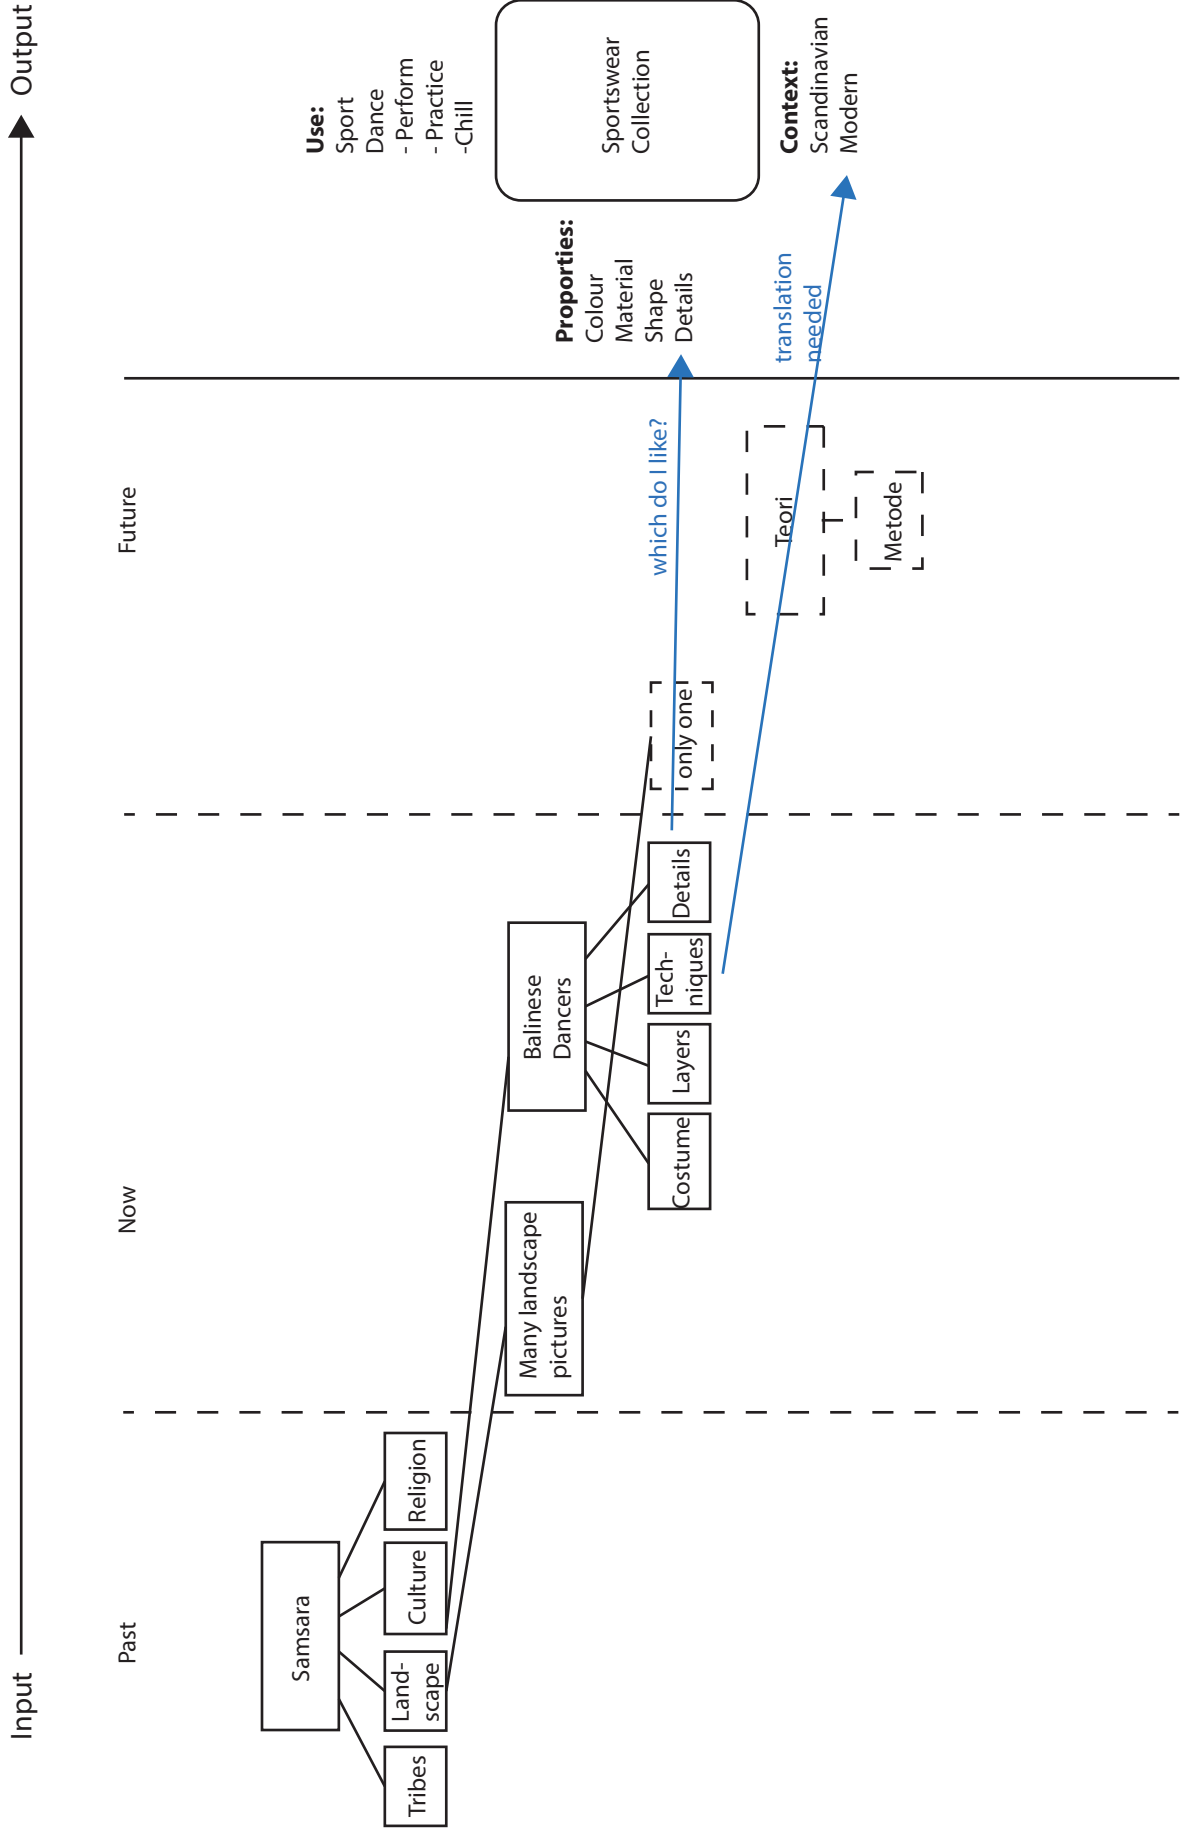 Input
Output
Past
Now
Future
Samsara
Tribes
Land-
scape
Culture
Religion
Many landscape
pictures
Balinese
Dancers
Costume
Layers
Tech-
niques
Details
only one
which do I like?
Teori
Metode
translation
needed
Use:
Sport
Dance
- Perform
- Practice
-Chill
Proporties:
Colour
Material
Shape
Details
Sportswear
Collection
Context:
Scandinavian
Modern